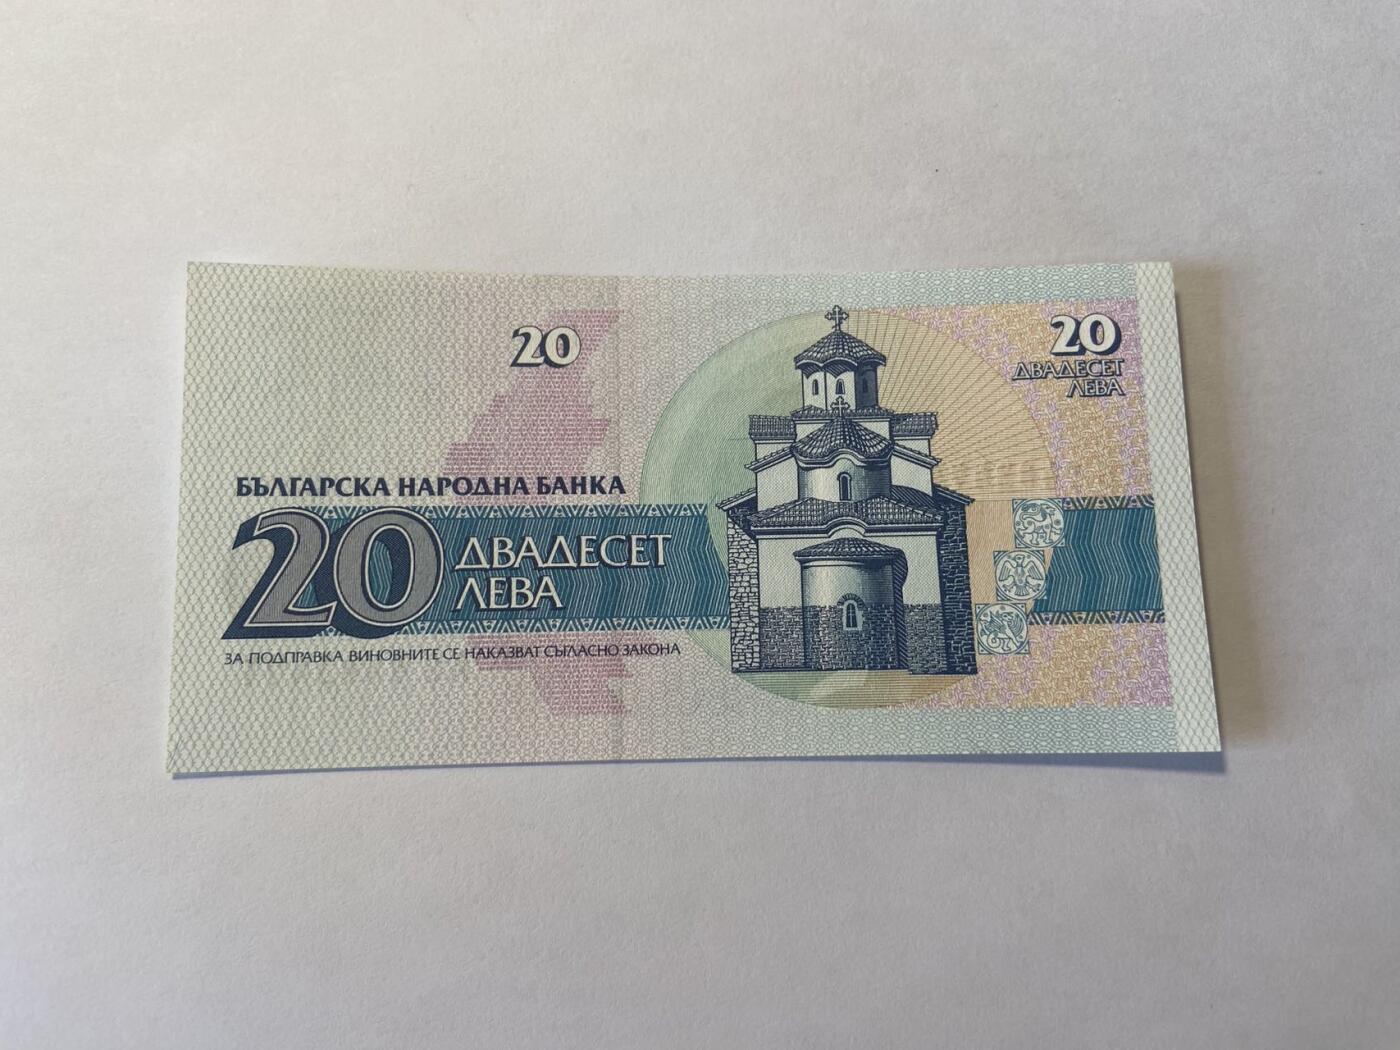 20
20
ДВАДЕСЕТ
ЛЕВА
БЪЛГАРСКА НАРОДНА БАНКА
20
ДВАДЕСЕТ
ЛЕВА
ЗА ПОДПРАВКА ВИНОВНИТЕ СЕ НАКАЗВАТ СЪГЛАСНО ЗАКОНА